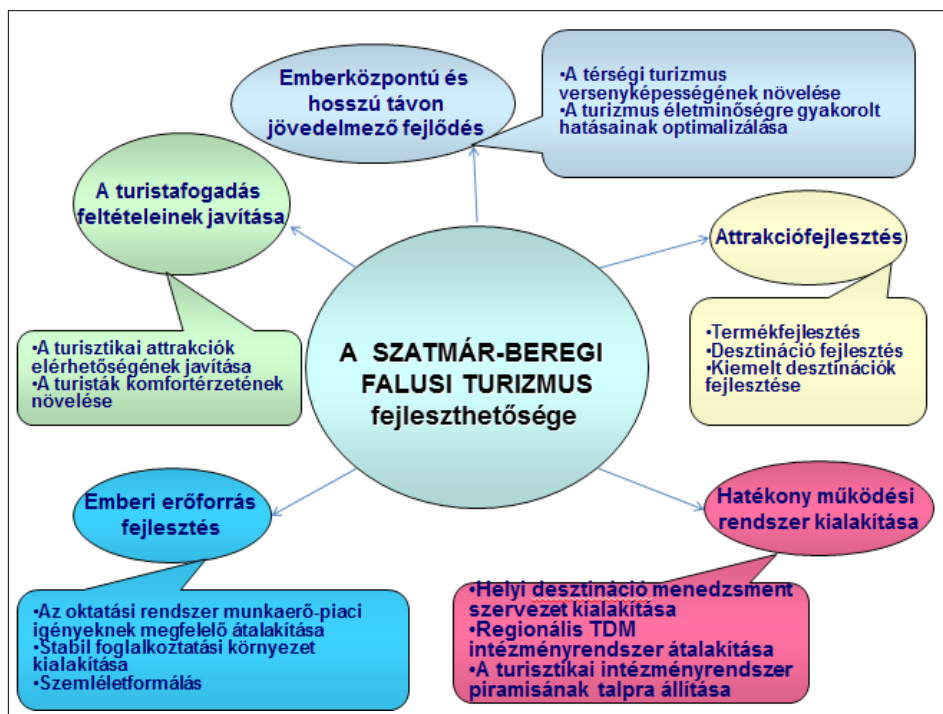 Emberközpontú és
hosszú távon
jövedelmező fejlődés
•A térségi turizmus
versenyképességének növelése
•A turizmus életminőségre gyakorolt
hatásainak optimalizálása
A turistafogadás
feltételeinek javítása
Attrakciófejlesztés
•A turisztikai attrakciók
elérhetőségének javítása
•A turisták komfortérzetének
növelése
•Termékfejlesztés
•Desztináció fejlesztés
•Kiemelt desztinációk
fejlesztése
A SZATMÁR-BEREGI
FALUSI TURIZMUS
fejleszthetősége
Emberi erőforrás
fejlesztés
Hatékony működési
rendszer kialakítása
•Az oktatási rendszer munkaerő-piaci
igényeknek megfelelő átalakítása
•Stabil foglalkoztatási környezet
kialakítása
•Szemléletformálás
•Helyi desztináció menedzsment
szervezet kialakítása
•Regionális TDM
intézményrendszer átalakítása
•A turisztikai intézményrendszer
piramisának talpra állítása